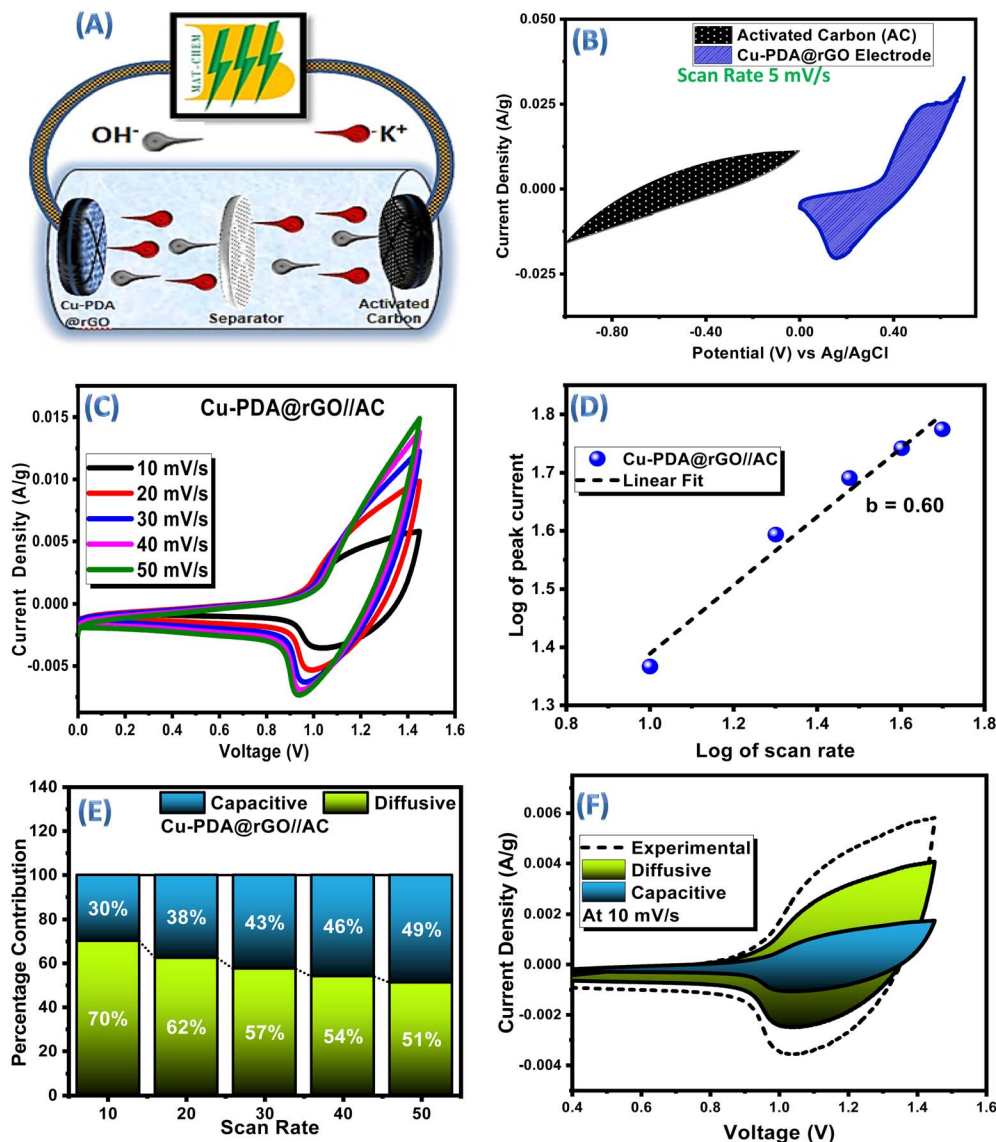 (A)
MAT-CHEM
OH-
-K+
Cu-PDA
@rGO
Separator
Activated
Carbon
(B)
Activated Carbon (AC)
Cu-PDA@rGO Electrode
Scan Rate 5 mV/s
0.050
0.025
0.000
-0.025
Current Density (A/g)
-0.80
-0.40
0.00
0.40
Potential (V) vs Ag/AgCl
(C)
Cu-PDA@rGO//AC
10 mV/s
20 mV/s
30 mV/s
40 mV/s
50 mV/s
0.015
0.010
0.005
0.000
-0.005
Current Density (A/g)
0.0
0.2
0.4
0.6
0.8
1.0
1.2
1.4
1.6
Voltage (V)
(D)
Cu-PDA@rGO//AC
Linear Fit
b = 0.60
1.8
1.7
1.6
1.5
1.4
1.3
Log of peak current
0.8
1.0
1.2
1.4
1.6
1.8
Log of scan rate
(E)
Capacitive
Diffusive
Cu-PDA@rGO//AC
140
120
100
80
60
40
20
0
Percentage Contribution
30%
38%
43%
46%
49%
70%
62%
57%
54%
51%
10
20
30
40
50
Scan Rate
(F)
Experimental
Diffusive
Capacitive
At 10 mV/s
0.006
0.004
0.002
0.000
-0.002
-0.004
Current Density (A/g)
0.4
0.6
0.8
1.0
1.2
1.4
1.6
Voltage (V)